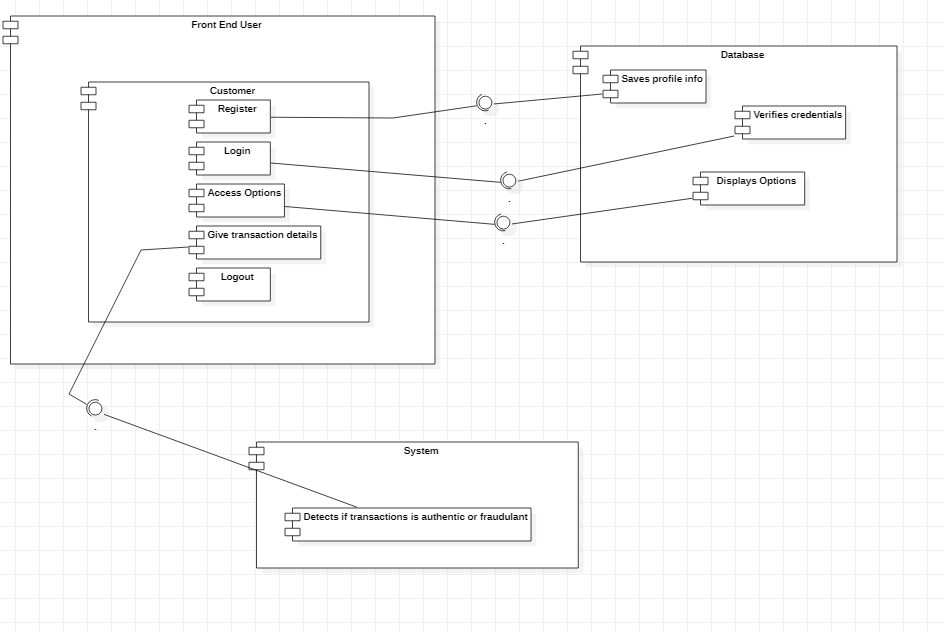 Front End User
Customer
Register
Login
Access Options
Give transaction details
Logout
Database
Saves profile info
Verifies credentials
Displays Options
System
Detects if transactions is authentic or fraudulant